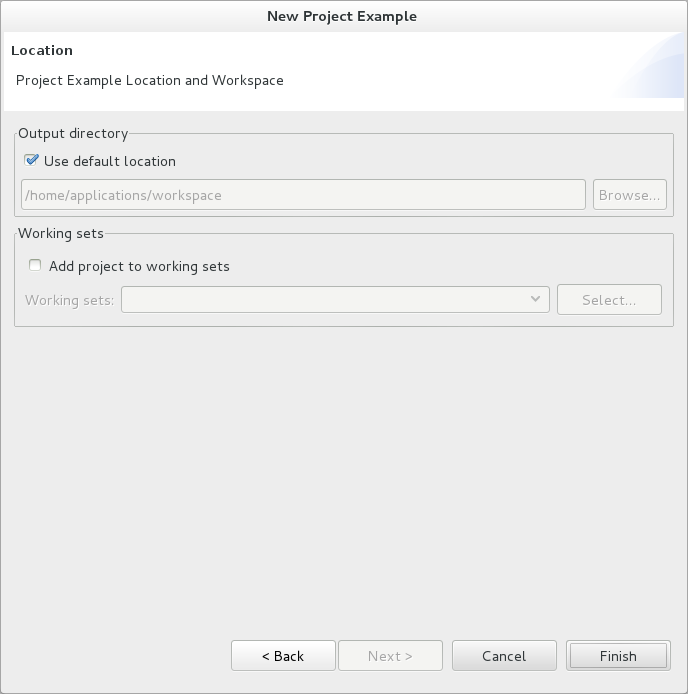 New Project Example
Location
Project Example Location and Workspace
Output directory
Use default location
/home/applications/workspace
Browse...
Working sets
Add project to working sets
Working sets:
Select...
< Back
Next >
Cancel
Finish